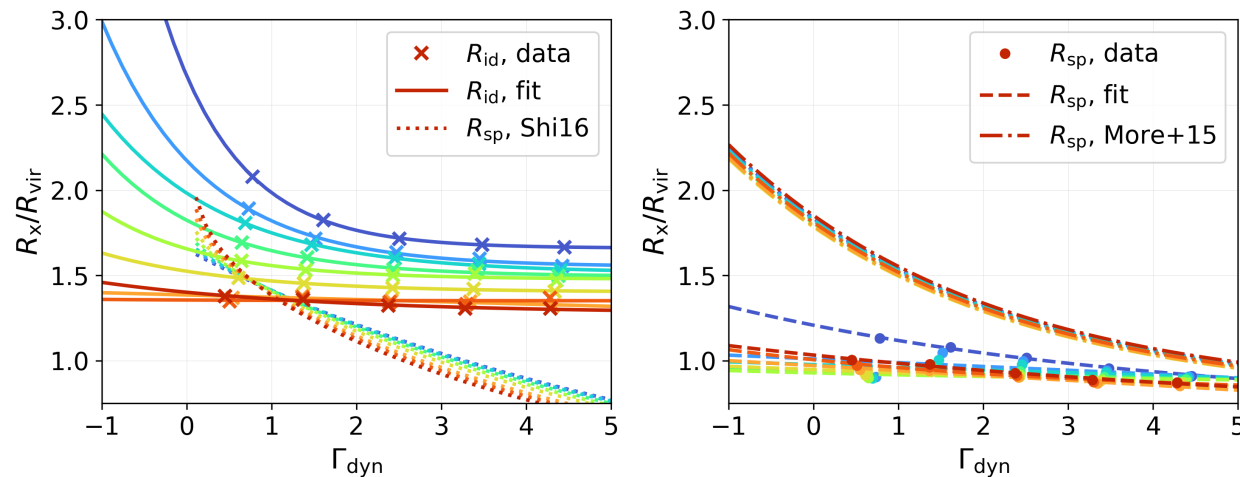 3.0
2.5
2.0
1.5
1.0
R_x/R_vir
−1 0 1 2 3 4 5
Γ_dyn
R_id, data
R_id, fit
R_sp, Shi16
3.0
2.5
2.0
1.5
1.0
R_x/R_vir
−1 0 1 2 3 4 5
Γ_dyn
R_sp, data
R_sp, fit
R_sp, More+15